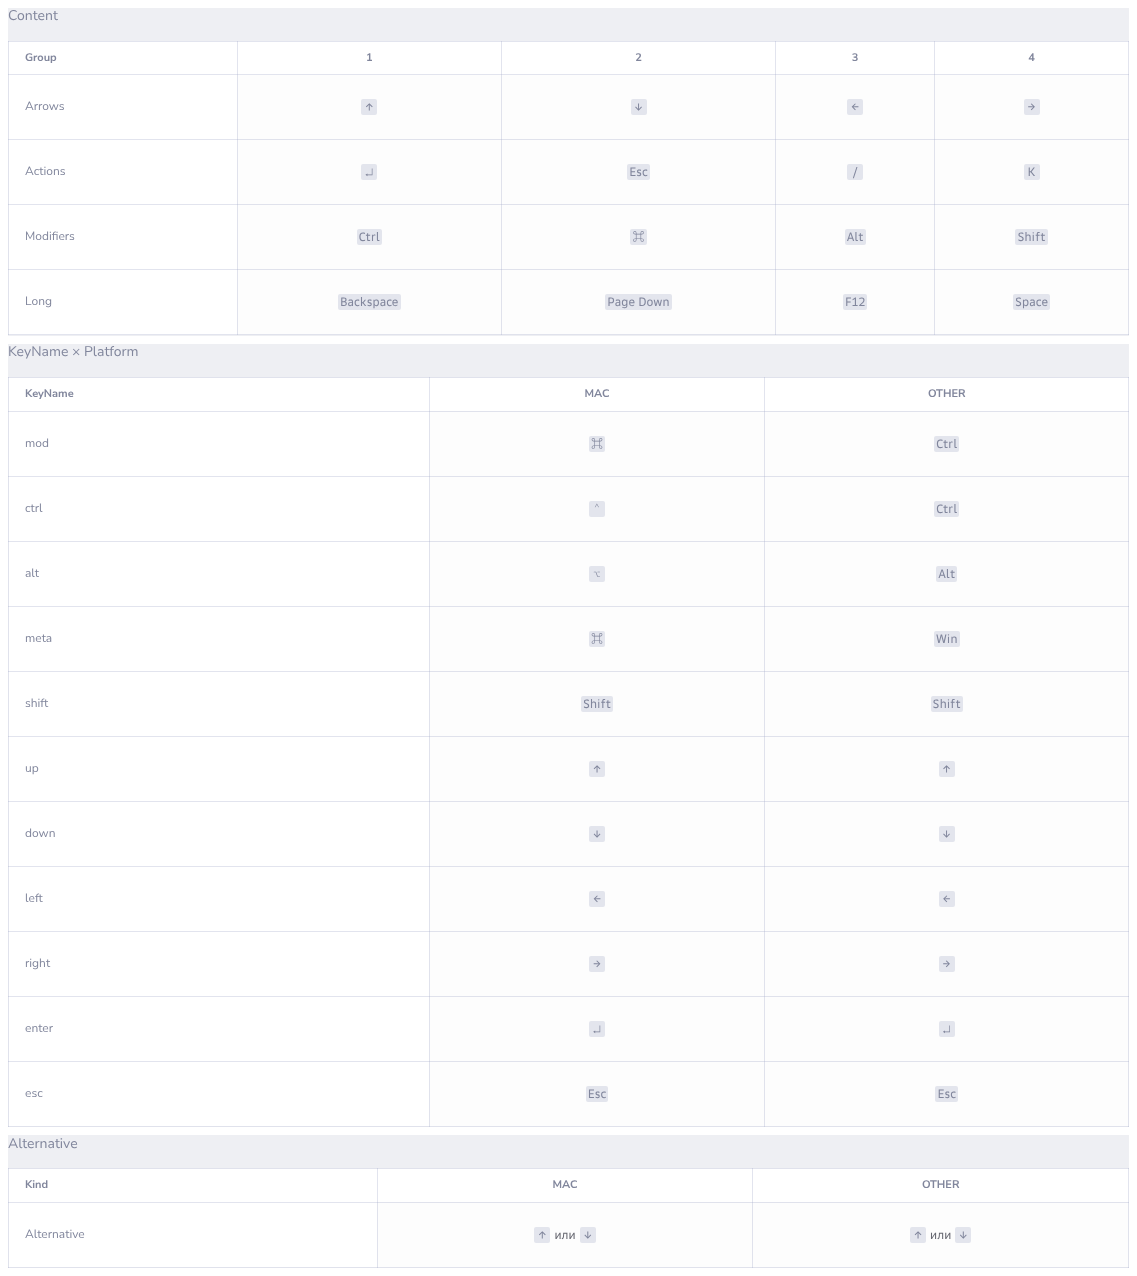 Content
Group 1 2 3 4
Arrows ↑ ↓ ← →
Actions ↵ Esc / K
Modifiers Ctrl ⌘ Alt Shift
Long Backspace Page Down F12 Space
KeyName × Platform
KeyName MAC OTHER
mod ⌘ Ctrl
ctrl ⌃ Ctrl
alt ⌥ Alt
meta ⌘ Win
shift Shift Shift
up ↑ ↑
down ↓ ↓
left ← ←
right → →
enter ↵ ↵
esc Esc Esc
Alternative
Kind MAC OTHER
Alternative ↑ или ↓ ↑ или ↓